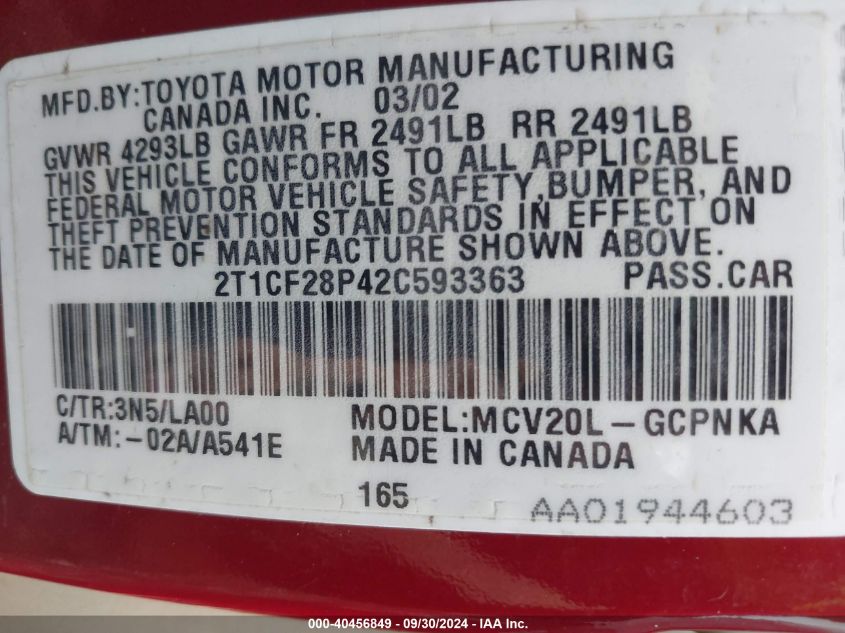 MFD.BY:TOYOTA MOTOR MANUFACTURING
CANADA INC. 03/02
GVWR 4293LB GAWR FR 2491LB RR 2491LB
THIS VEHICLE CONFORMS TO ALL APPLICABLE
FEDERAL MOTOR VEHICLE SAFETY,BUMPER, AND
THEFT PREVENTION STANDARDS IN EFFECT ON
THE DATE OF MANUFACTURE SHOWN ABOVE.
2T1CF28P42C593363 PASS.CAR
C/TR:3N5/LA00 MODEL:MCV20L-GCPNKA
A/TM:-02A/A541E MADE IN CANADA
165 AA01944603
000-40456849 / 09/30/2024 - IAA Inc.